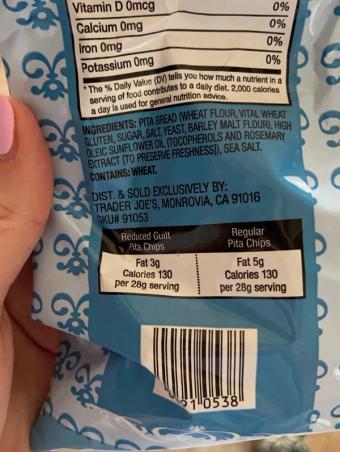 Vitamin D 0mcg 0%
Calcium 0mg 0%
Iron 0mg 0%
Potassium 0mg 0%
* The % Daily Value (DV) tells you how much a nutrient in a
serving of food contributes to a daily diet. 2,000 calories
a day is used for general nutrition advice.
INGREDIENTS: PITA BREAD (WHEAT FLOUR, VITAL WHEAT
GLUTEN, SUGAR, SALT, YEAST, BARLEY MALT FLOUR), HIGH
OLEIC SUNFLOWER OIL (TOCOPHEROLS AND ROSEMARY
EXTRACT [TO PRESERVE FRESHNESS]), SEA SALT.
CONTAINS: WHEAT.
DIST. & SOLD EXCLUSIVELY BY:
TRADER JOE'S, MONROVIA, CA 91016
SKU# 91053
Reduced Guilt
Pita Chips
Fat 3g
Calories 130
per 28g serving
Regular
Pita Chips
Fat 5g
Calories 130
per 28g serving
0538